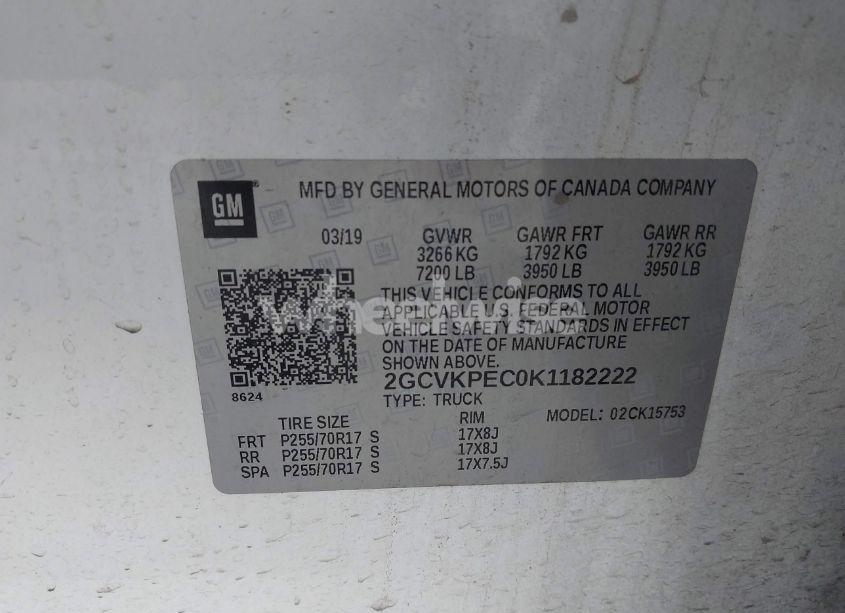 GM
MFD BY GENERAL MOTORS OF CANADA COMPANY
03/19 GVWR GAWR FRT GAWR RR
3266 KG 1792 KG 1792 KG
7200 LB 3950 LB 3950 LB
THIS VEHICLE CONFORMS TO ALL
APPLICABLE U.S. FEDERAL MOTOR
VEHICLE SAFETY STANDARDS IN EFFECT
ON THE DATE OF MANUFACTURE
SHOWN ABOVE.
2GCVKPEC0K1182222
8624
TYPE: TRUCK
TIRE SIZE RIM MODEL: 02CK15753
FRT P255/70R17 S 17X8J
RR P255/70R17 S 17X8J
SPA P255/70R17 S 17X7.5J